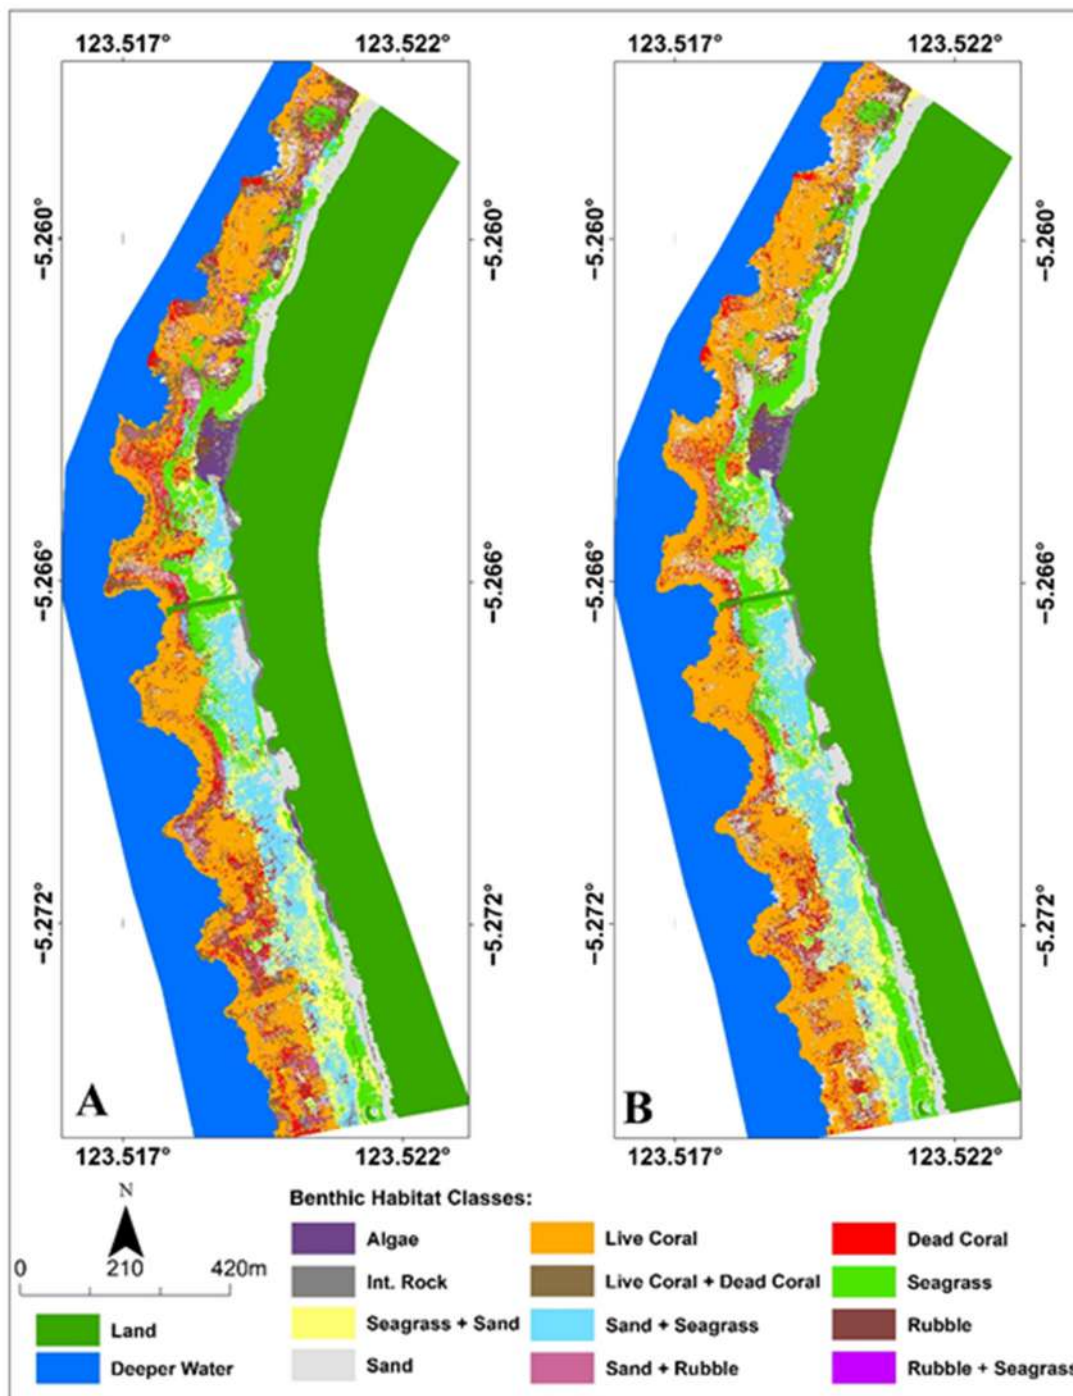 123.517° 123.522° 123.517° 123.522°
−5.260° −5.260° −5.260° −5.260°
−5.266° −5.266° −5.266° −5.266°
−5.272° −5.272° −5.272° −5.272°
A B
123.517° 123.522° 123.517° 123.522°
N
0 210 420m
Land
Deeper Water
Benthic Habitat Classes:
Algae
Int. Rock
Seagrass + Sand
Sand
Live Coral
Live Coral + Dead Coral
Sand + Seagrass
Sand + Rubble
Dead Coral
Seagrass
Rubble
Rubble + Seagrass